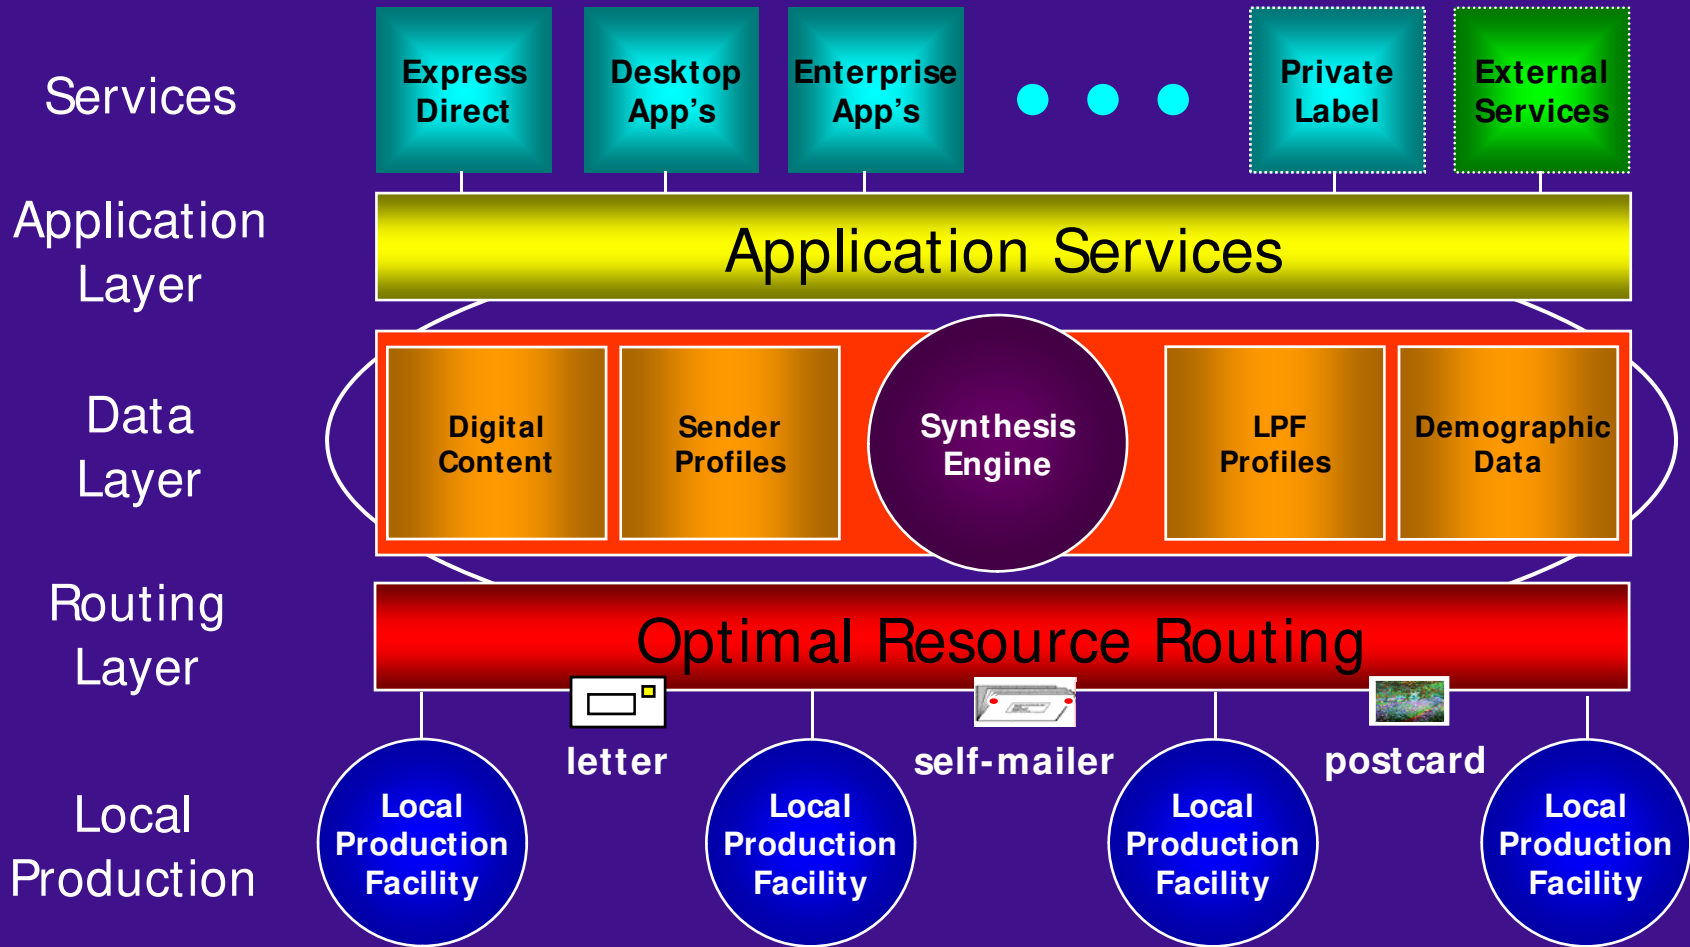 Services
Express
Direct
Desktop
App's
Enterprise
App's
Private
Label
External
Services
Application
Layer
Application Services
Data
Layer
Digital
Content
Sender
Profiles
Synthesis
Engine
LPF
Profiles
Demographic
Data
Routing
Layer
Optimal Resource Routing
letter
self-mailer
postcard
Local
Production
Local
Production
Facility
Local
Production
Facility
Local
Production
Facility
Local
Production
Facility